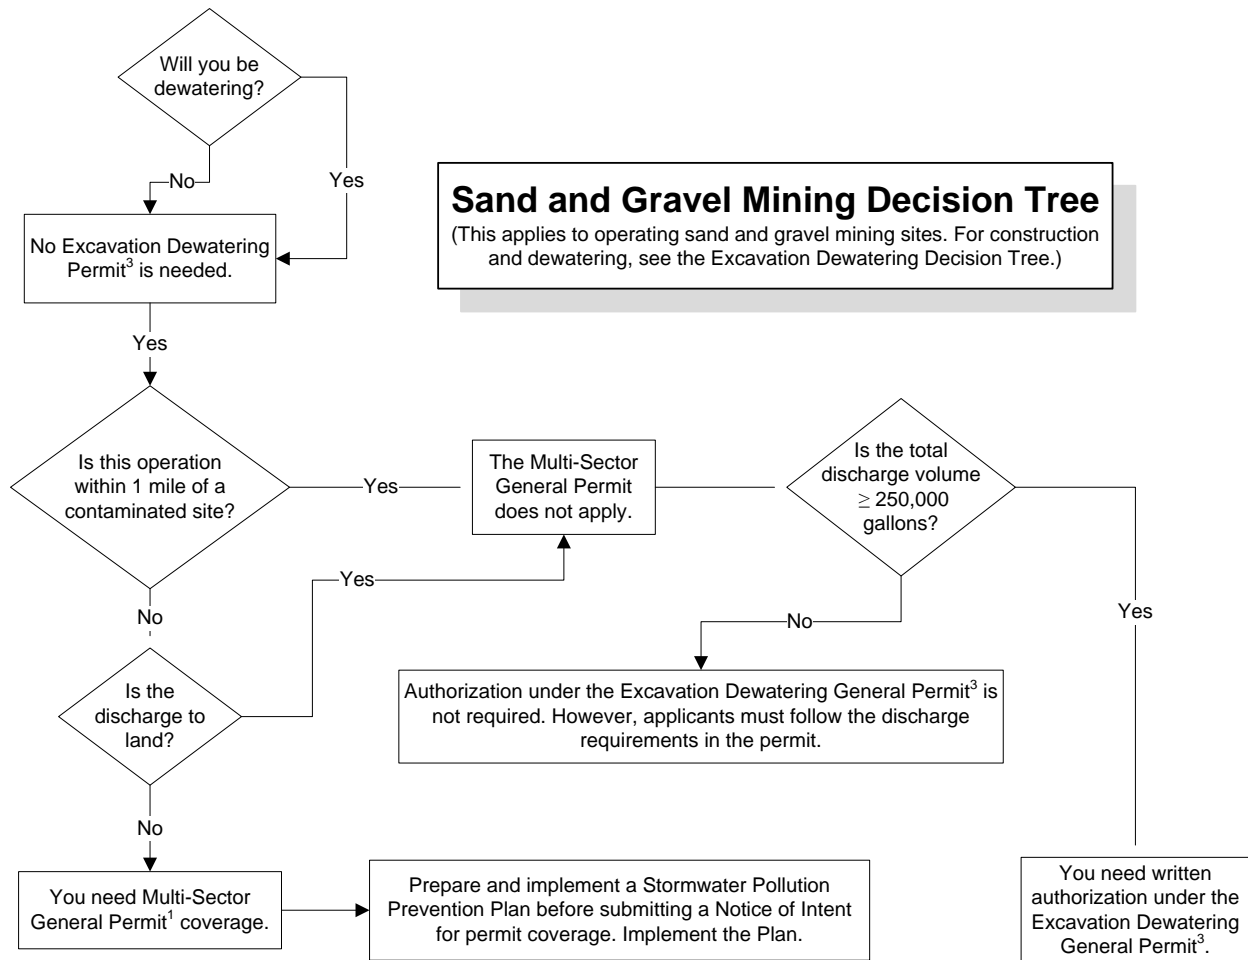 Will you be
dewatering?
No
Yes
No Excavation Dewatering
Permit³ is needed.
Sand and Gravel Mining Decision Tree
(This applies to operating sand and gravel mining sites. For construction
and dewatering, see the Excavation Dewatering Decision Tree.)
Yes
Is this operation
within 1 mile of a
contaminated site?
Yes
The Multi-Sector
General Permit
does not apply.
Is the total
discharge volume
≥ 250,000
gallons?
Yes
No
No
Yes
Is the
discharge to
land?
Authorization under the Excavation Dewatering General Permit³ is
not required. However, applicants must follow the discharge
requirements in the permit.
No
You need Multi-Sector
General Permit¹ coverage.
Prepare and implement a Stormwater Pollution
Prevention Plan before submitting a Notice of Intent
for permit coverage. Implement the Plan.
You need written
authorization under the
Excavation Dewatering
General Permit³.